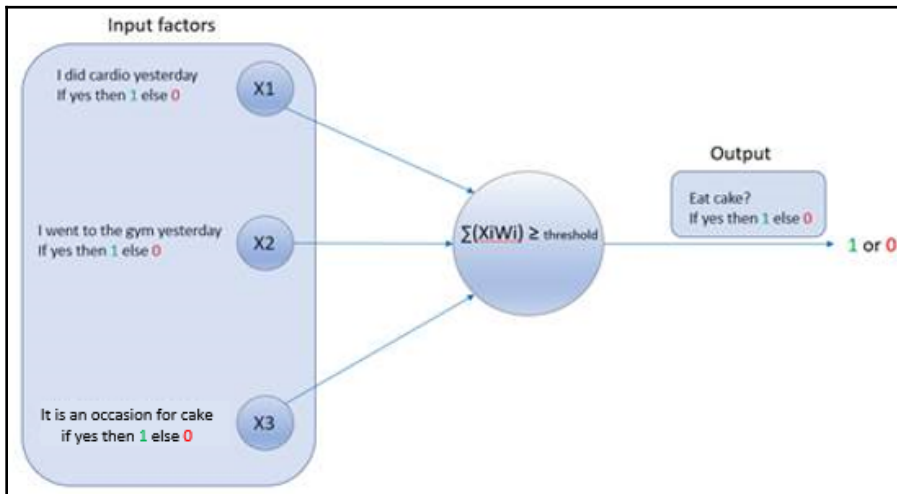 Input factors
I did cardio yesterday
If yes then 1 else 0
X1
I went to the gym yesterday
If yes then 1 else 0
X2
It is an occasion for cake
if yes then 1 else 0
X3
∑(XiWi) ≥ threshold
Output
Eat cake?
If yes then 1 else 0
1 or 0